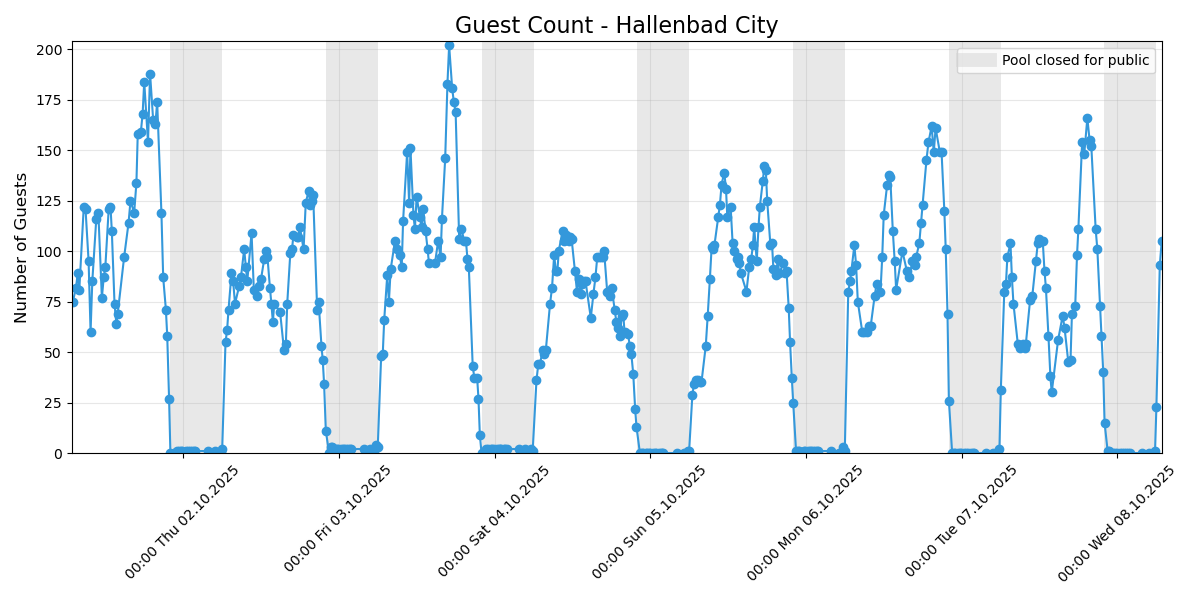 Guest Count - Hallenbad City
Pool closed for public
Number of Guests
200
175
150
125
100
75
50
25
0
00:00 Thu 02.10.2025
00:00 Fri 03.10.2025
00:00 Sat 04.10.2025
00:00 Sun 05.10.2025
00:00 Mon 06.10.2025
00:00 Tue 07.10.2025
00:00 Wed 08.10.2025